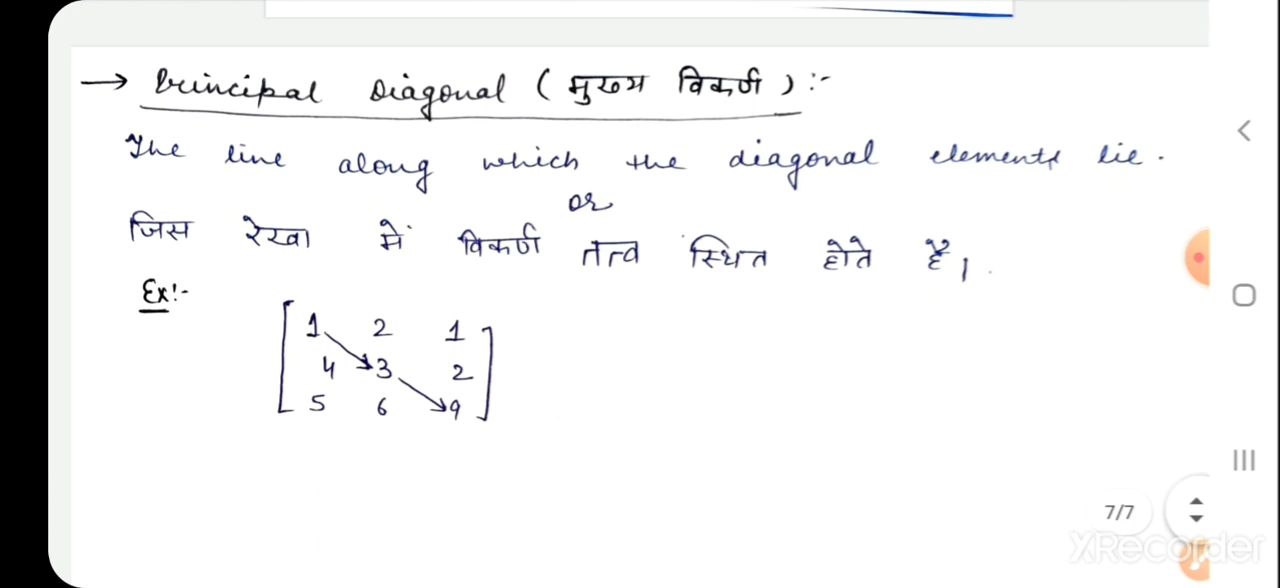 → Principal Diagonal (मुख्य विकर्ण) :-
The line along which the diagonal elements lie.
or
जिस रेखा में विकर्ण तत्व स्थित होते हैं।
Ex:-
1 2 1
4 3 2
5 6 9
7/7
XRecorder